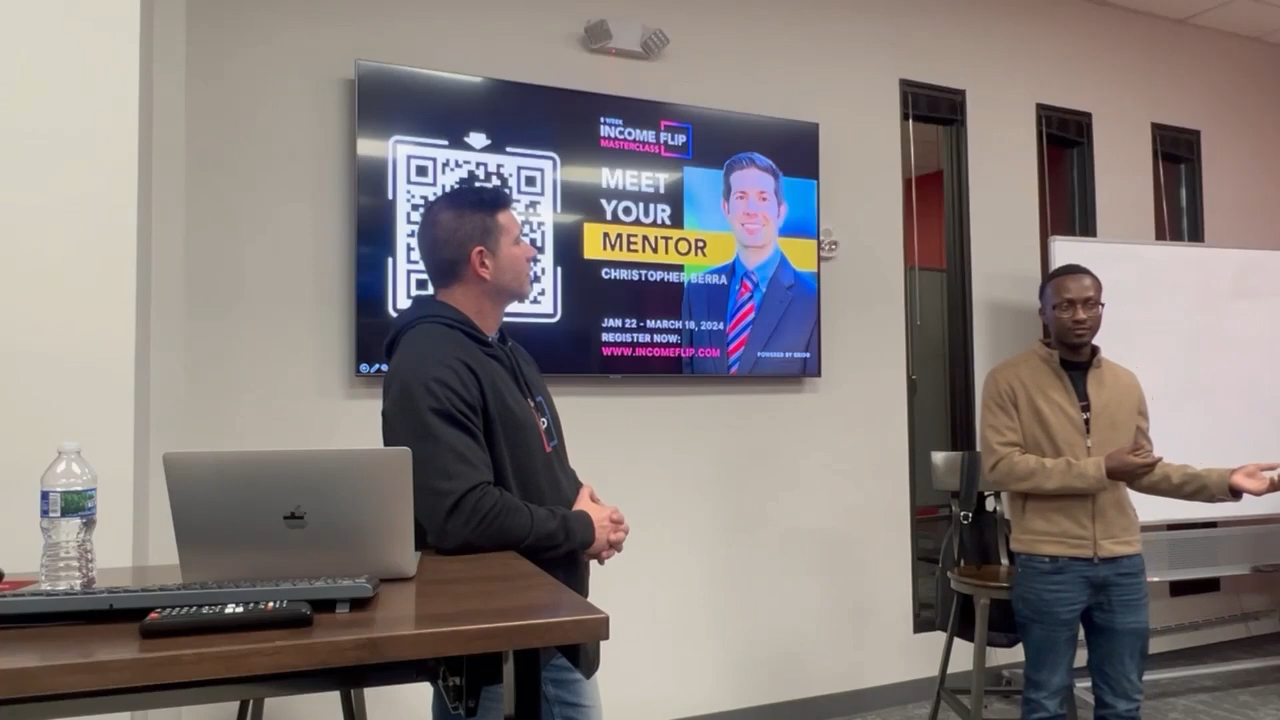 8 WEEK
INCOME FLIP
MASTERCLASS
MEET
YOUR
MENTOR
CHRISTOPHER BERRA
JAN 22 - MARCH 18, 2024
REGISTER NOW:
WWW.INCOMEFLIP.COM
POWERED BY